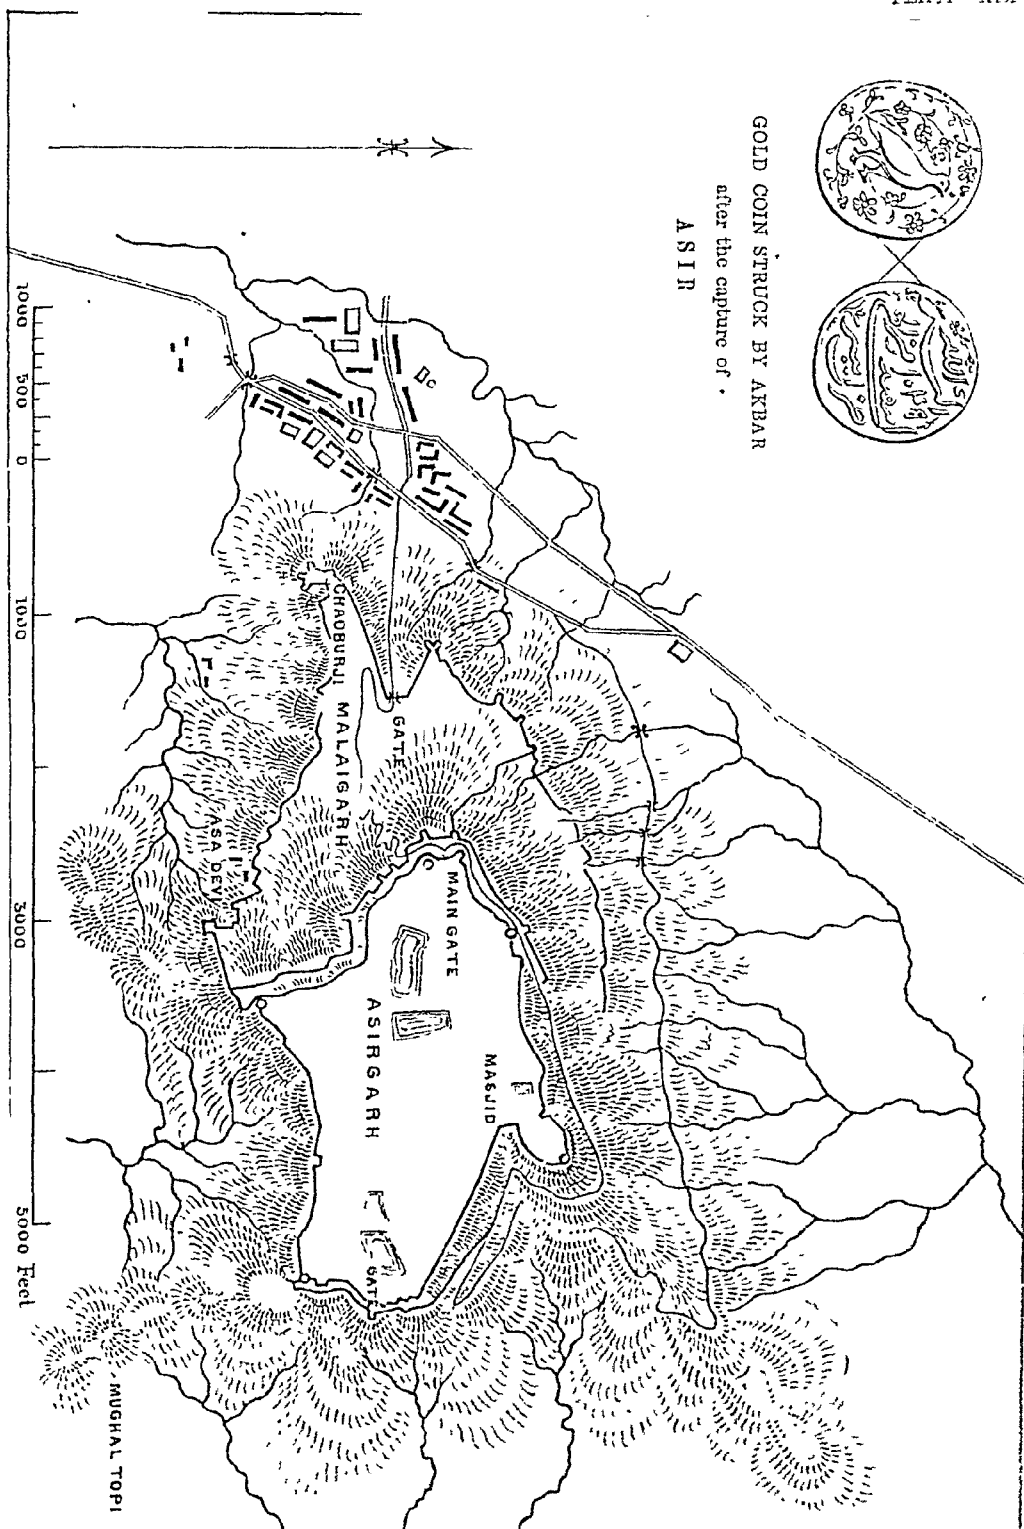 GOLD COIN STRUCK BY AKBAR
after the capture of
ASIR
CHAOBURJI
MALAIGARH
GATE
ASA DEVI
MAIN GATE
ASIRGARH
MASJID
GATE
MUGHAL TOPI
C
1000
500
0
1000
3000
5000 Feet